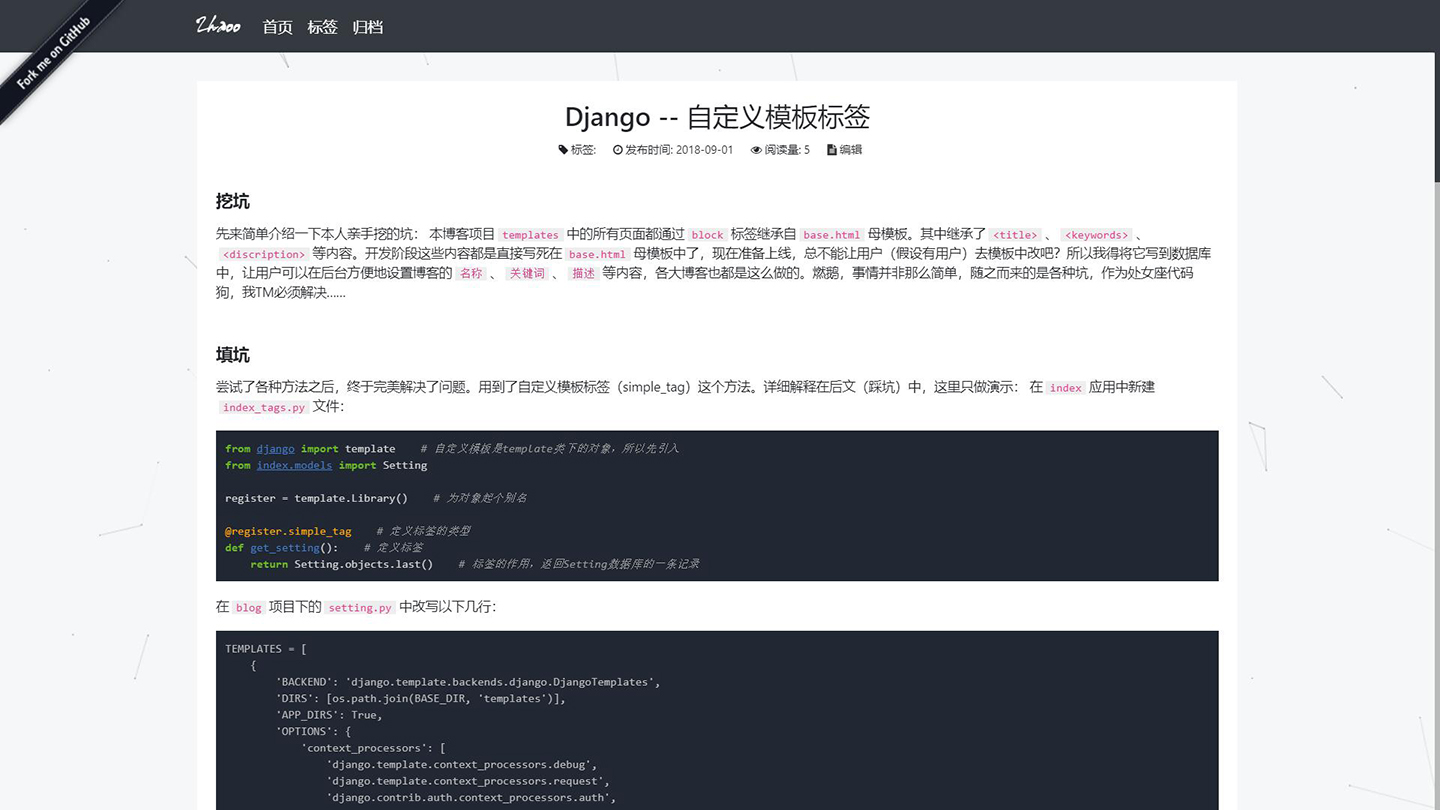 Fork me on GitHub
Zhaoo 首页 标签 归档
Django -- 自定义模板标签
标签: 发布时间: 2018-09-01 阅读量: 5 编辑
挖坑
先来简单介绍一下本人亲手挖的坑： 本博客项目 templates 中的所有页面都通过 block 标签继承自 base.html 母模板。其中继承了 <title> 、 <keywords> 、
<discription> 等内容。开发阶段这些内容都是直接写死在 base.html 母模板中了，现在准备上线，总不能让用户（假设有用户）去模板中改吧？所以我得将它写到数据库
中，让用户可以在后台方便地设置博客的 名称 、 关键词 、 描述 等内容，各大博客也都是这么做的。燃鹅，事情并非那么简单，随之而来的是各种坑，作为处女座代码
狗，我TM必须解决......
填坑
尝试了各种方法之后，终于完美解决了问题。用到了自定义模板标签（simple_tag）这个方法。详细解释在后文（踩坑）中，这里只做演示： 在 index 应用中新建
index_tags.py 文件：
from django import template    # 自定义模板是template类下的对象，所以先引入
from index.models import Setting
register = template.Library()    # 为对象起个别名
@register.simple_tag    # 定义标签的类型
def get_setting():    # 定义标签
    return Setting.objects.last()    # 标签的作用，返回Setting数据库的一条记录
在 blog 项目下的 setting.py 中改写以下几行：
TEMPLATES = [
    {
        'BACKEND': 'django.template.backends.django.DjangoTemplates',
        'DIRS': [os.path.join(BASE_DIR, 'templates')],
        'APP_DIRS': True,
        'OPTIONS': {
            'context_processors': [
                'django.template.context_processors.debug',
                'django.template.context_processors.request',
                'django.contrib.auth.context_processors.auth',